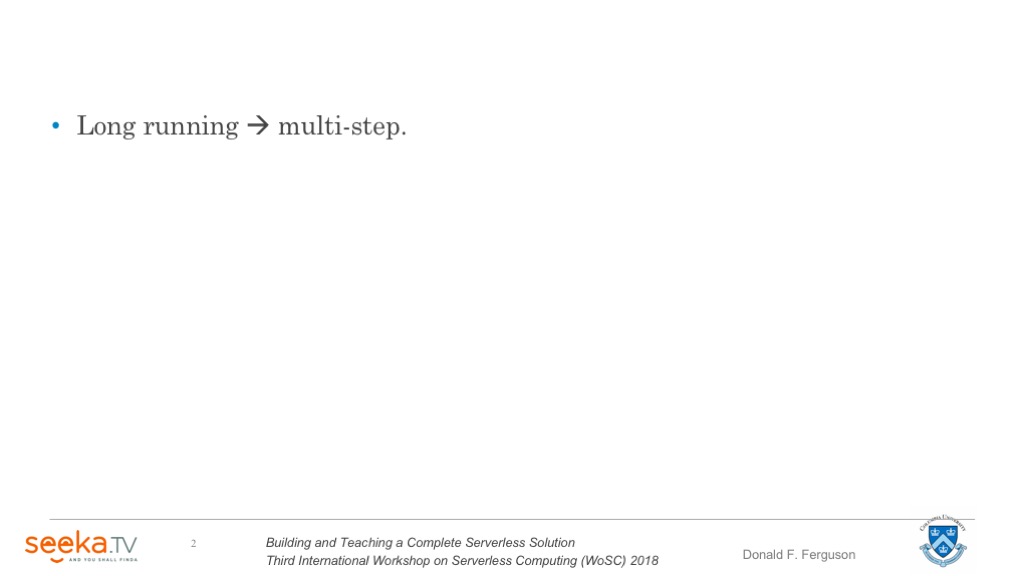 • Long running → multi-step.
seeka.TV
AND YOU SHALL FINDA
2
Building and Teaching a Complete Serverless Solution
Third International Workshop on Serverless Computing (WoSC) 2018
Donald F. Ferguson
COLUMBIA UNIVERSITY